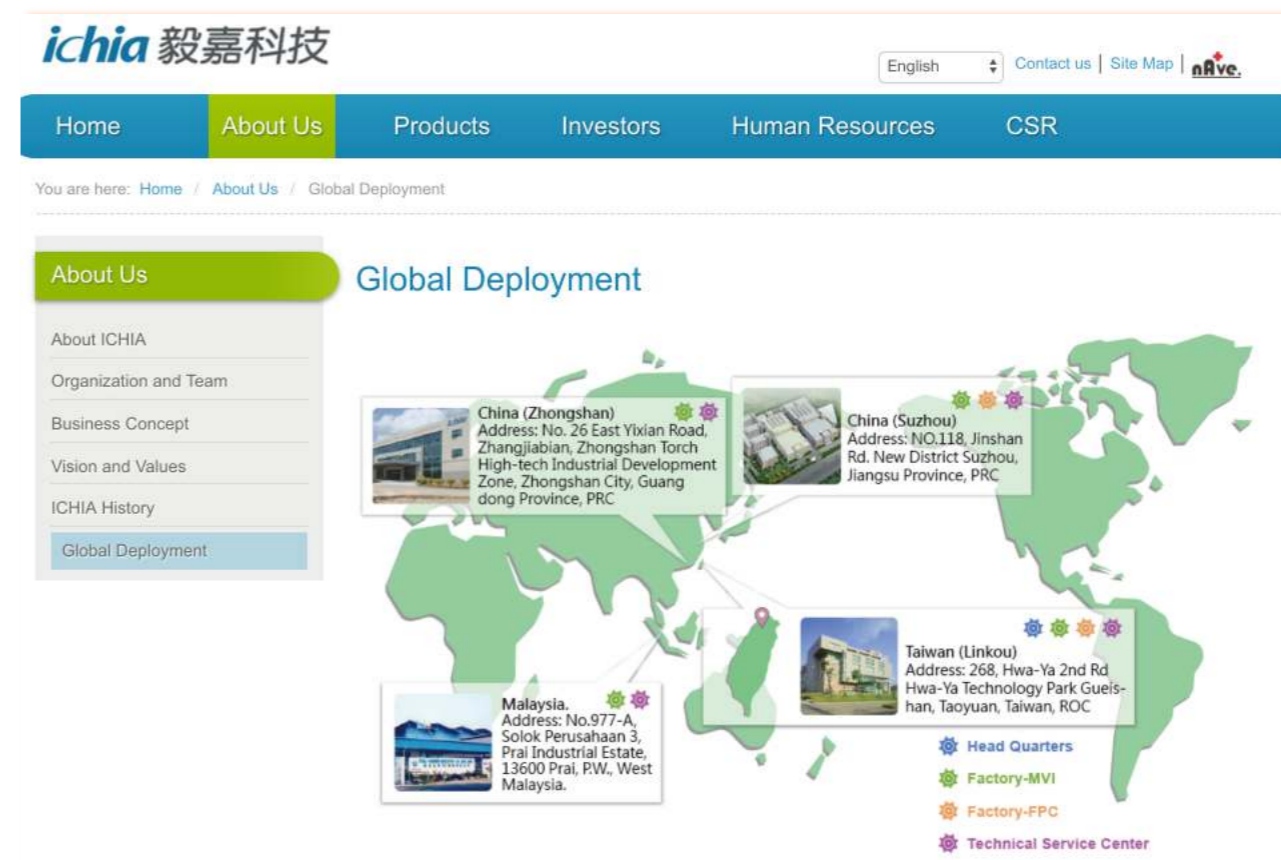 ichia 毅嘉科技
English Contact us | Site Map | nAve.
Home About Us Products Investors Human Resources CSR
You are here: Home / About Us / Global Deployment
About Us
About ICHIA
Organization and Team
Business Concept
Vision and Values
ICHIA History
Global Deployment
Global Deployment
China (Zhongshan)
Address: No. 26 East Yixian Road,
Zhangjiabian, Zhongshan Torch
High-tech Industrial Development
Zone, Zhongshan City, Guang
dong Province, PRC
China (Suzhou)
Address: NO.118, Jinshan
Rd. New District Suzhou,
Jiangsu Province, PRC
Malaysia.
Address: No.977-A,
Solok Perusahaan 3,
Prai Industrial Estate,
13600 Prai, P.W., West
Malaysia.
Taiwan (Linkou)
Address: 268, Hwa-Ya 2nd Rd
Hwa-Ya Technology Park Gueis-
han, Taoyuan, Taiwan, ROC
Head Quarters
Factory-MVI
Factory-FPC
Technical Service Center